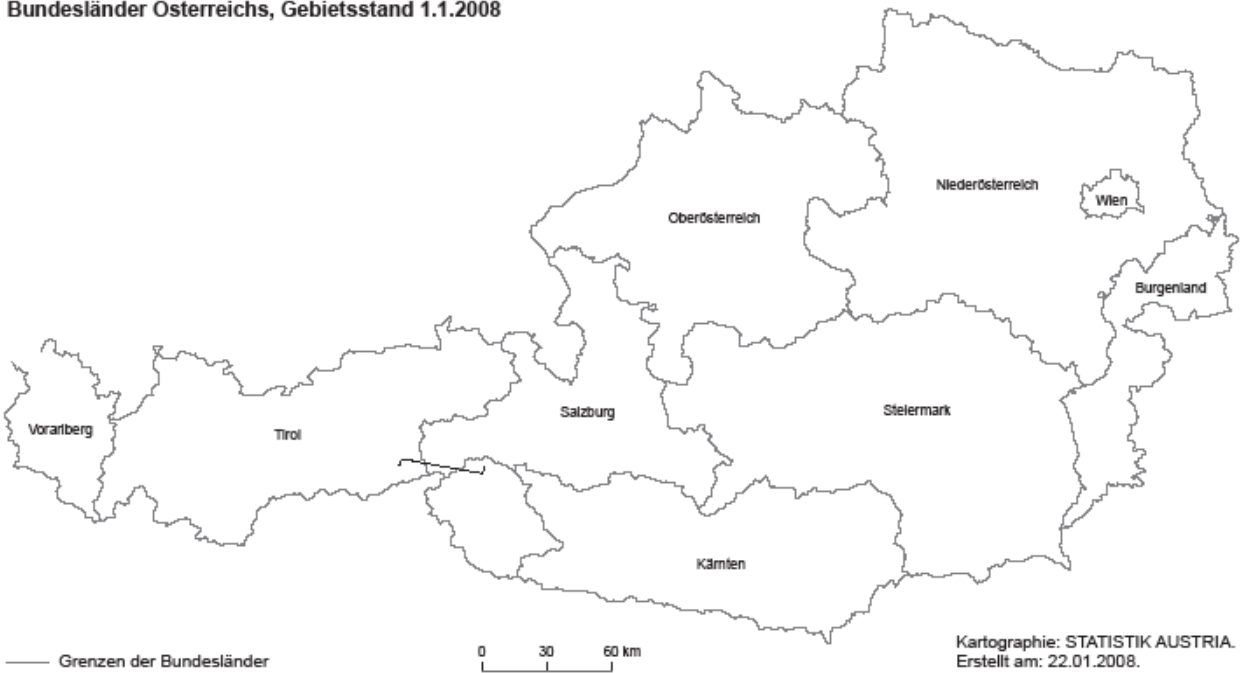 Bundesländer Österreichs, Gebietsstand 1.1.2008
Niederösterreich
Wien
Oberösterreich
Burgenland
Salzburg
Steiermark
Vorarlberg
Tirol
Kärnten
Grenzen der Bundesländer
0 30 60 km
Kartographie: STATISTIK AUSTRIA.
Erstellt am: 22.01.2008.